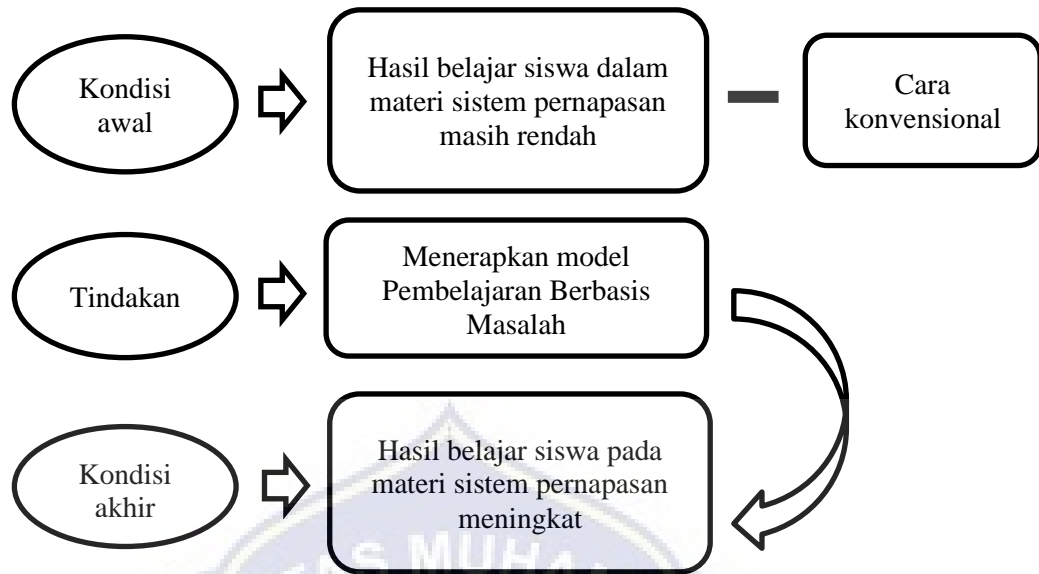 Kondisi
awal
Hasil belajar siswa dalam
materi sistem pernapasan
masih rendah
Cara
konvensional
Tindakan
Menerapkan model
Pembelajaran Berbasis
Masalah
Kondisi
akhir
Hasil belajar siswa pada
materi sistem pernapasan
meningkat